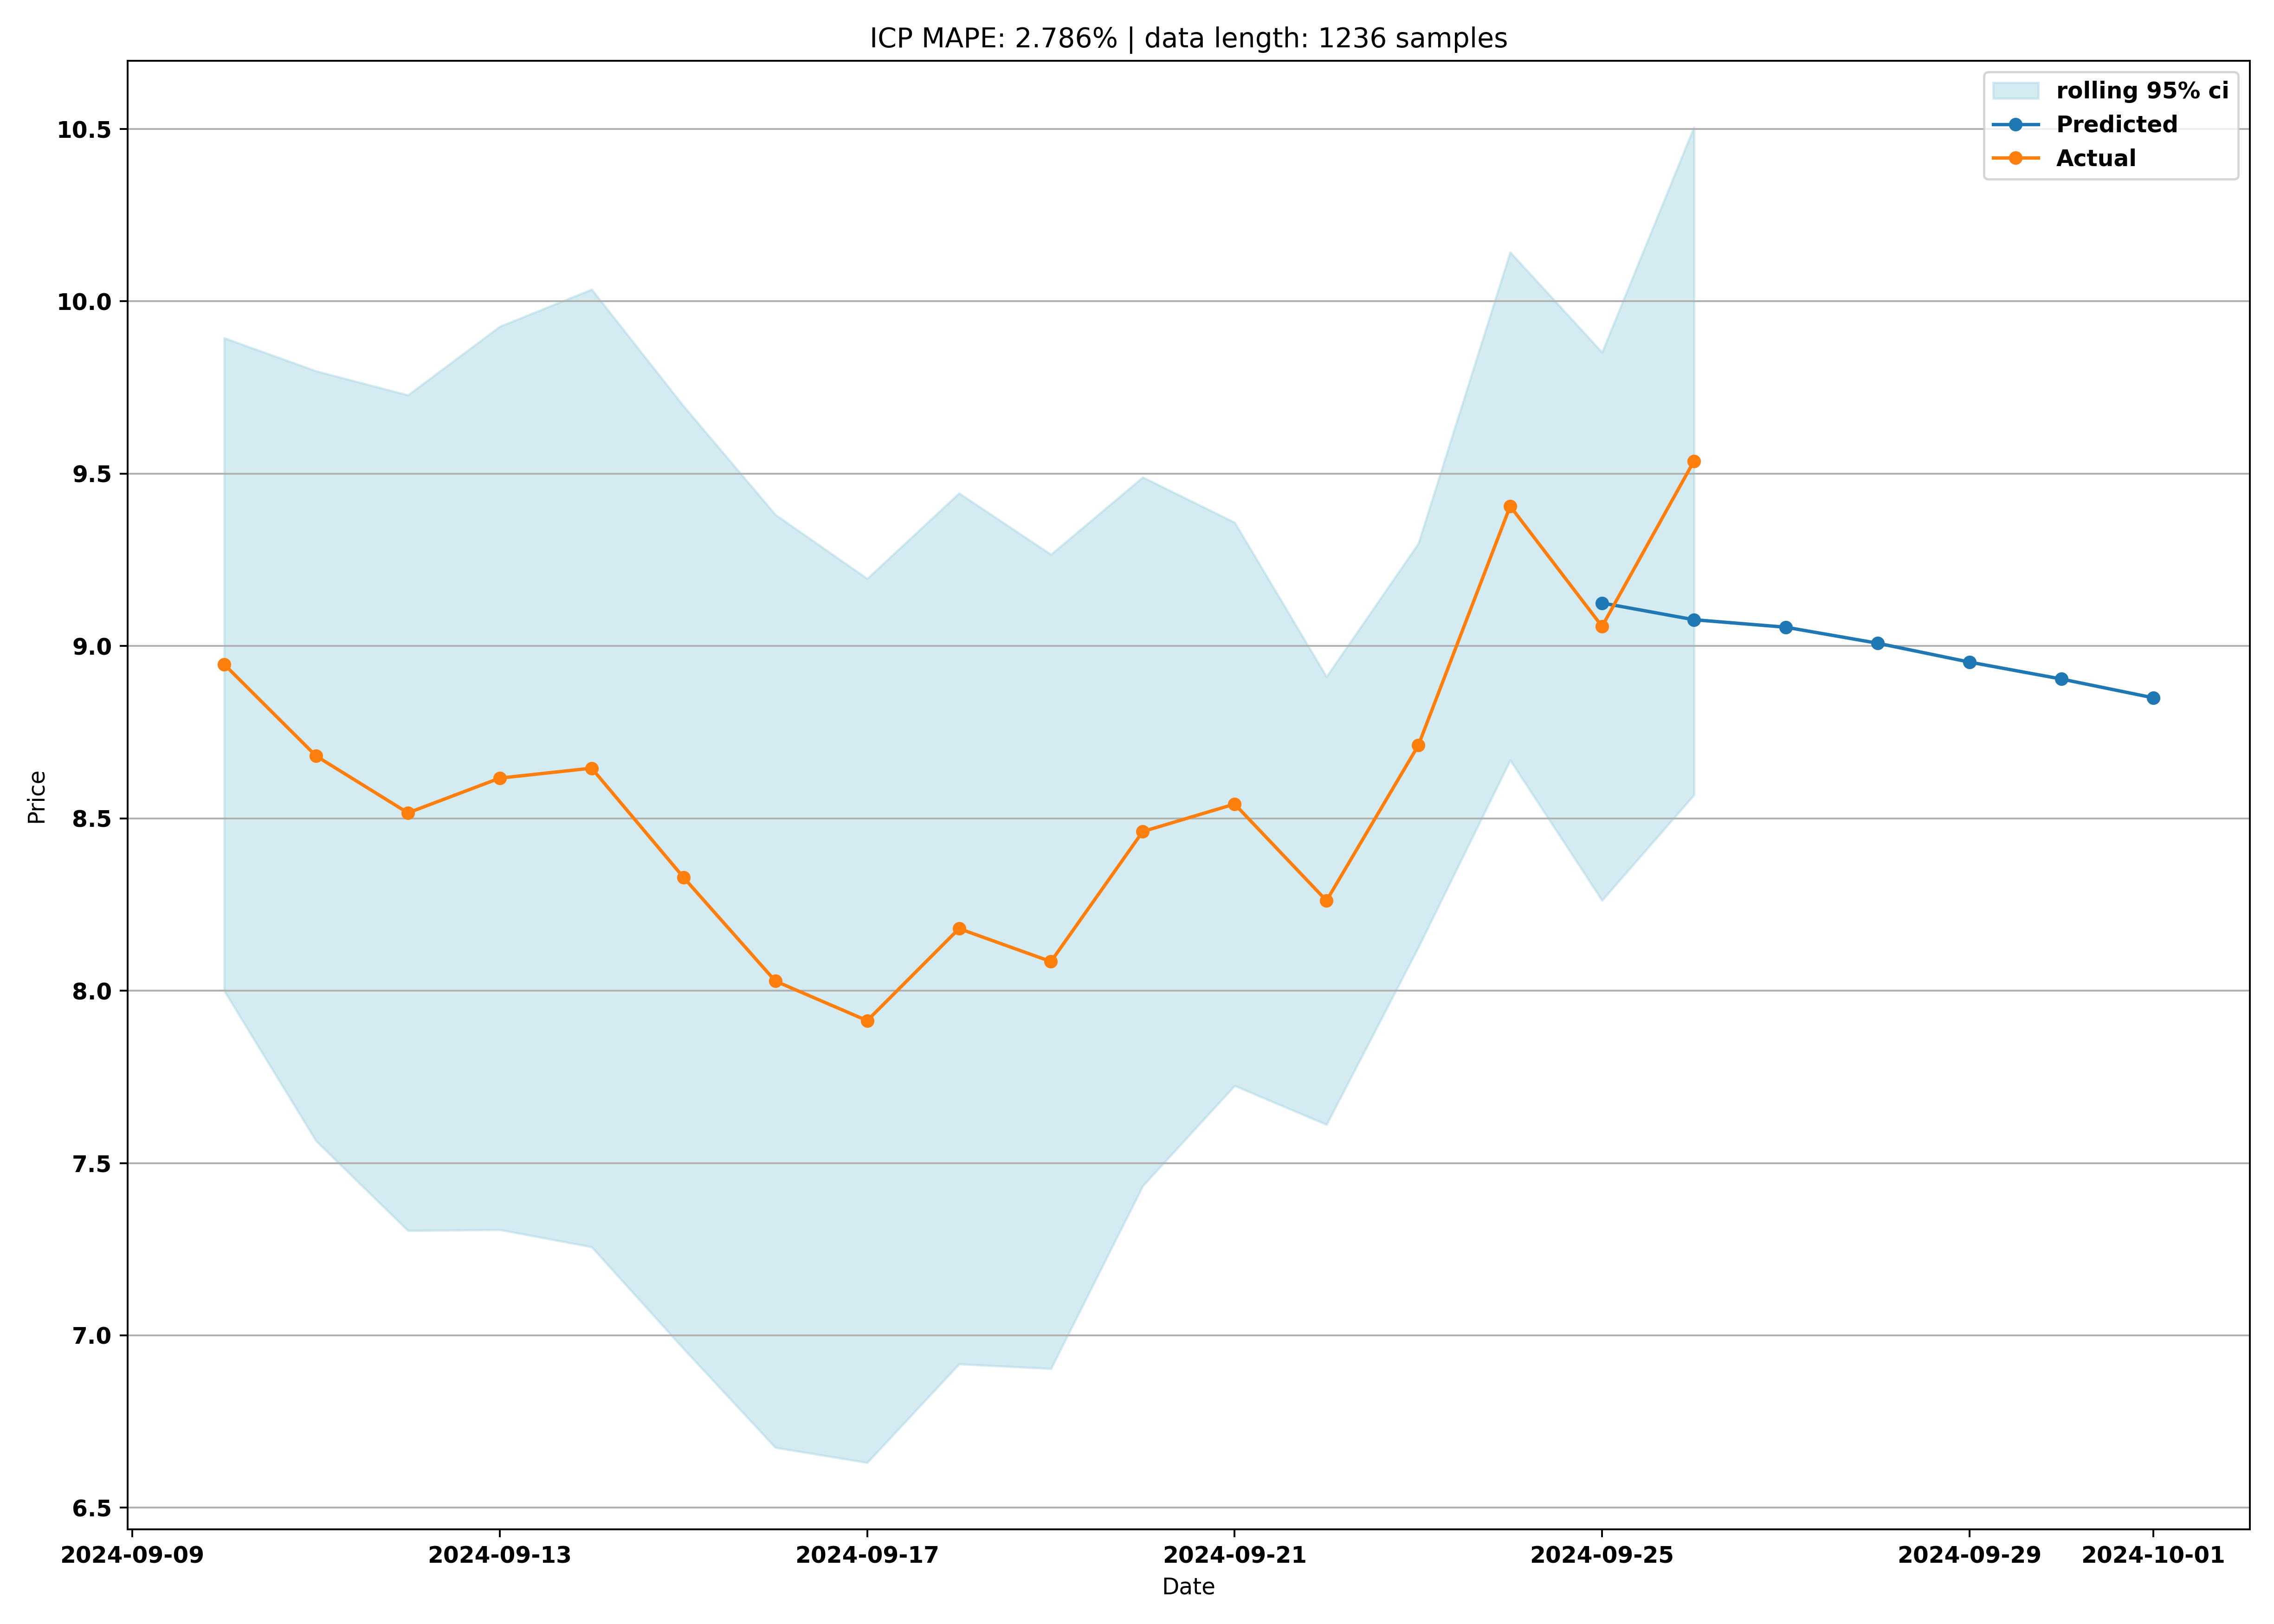 ICP MAPE: 2.786% | data length: 1236 samples
rolling 95% ci
Predicted
Actual
10.5
10.0
9.5
9.0
8.5
8.0
7.5
7.0
6.5
Price
2024-09-09 2024-09-13 2024-09-17 2024-09-21 2024-09-25 2024-09-29 2024-10-01
Date